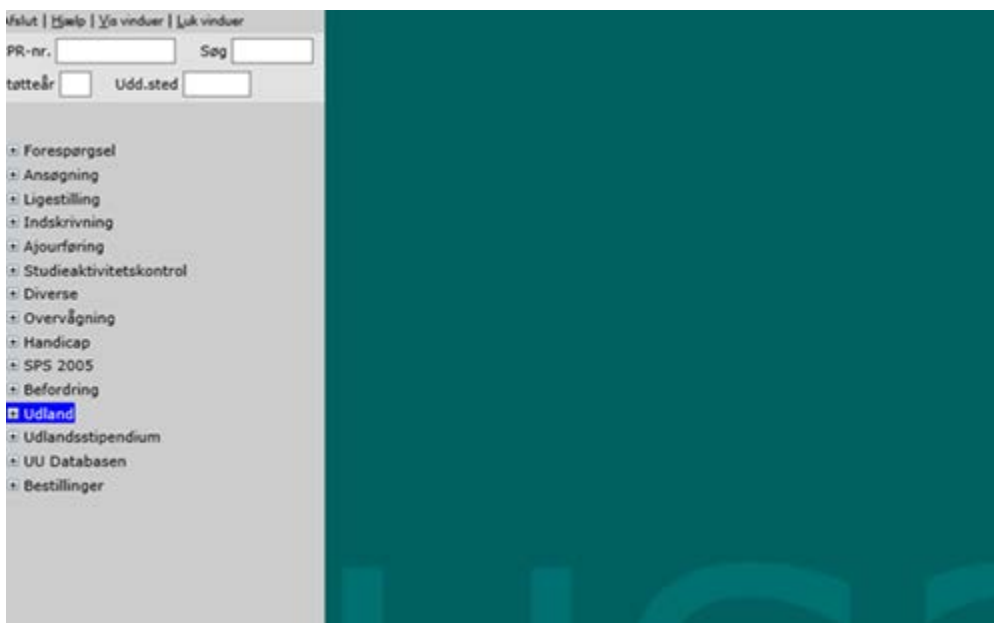 fslut | Hjælp | Vis vinduer | Luk vinduer
PR-nr. Søg
tøtteår Udd.sted
Forespørgsel
Ansøgning
Ligestilling
Indskrivning
Ajourføring
Studieaktivitetskontrol
Diverse
Overvågning
Handicap
SPS 2005
Befordring
Udland
Udlandsstipendium
UU Databasen
Bestillinger